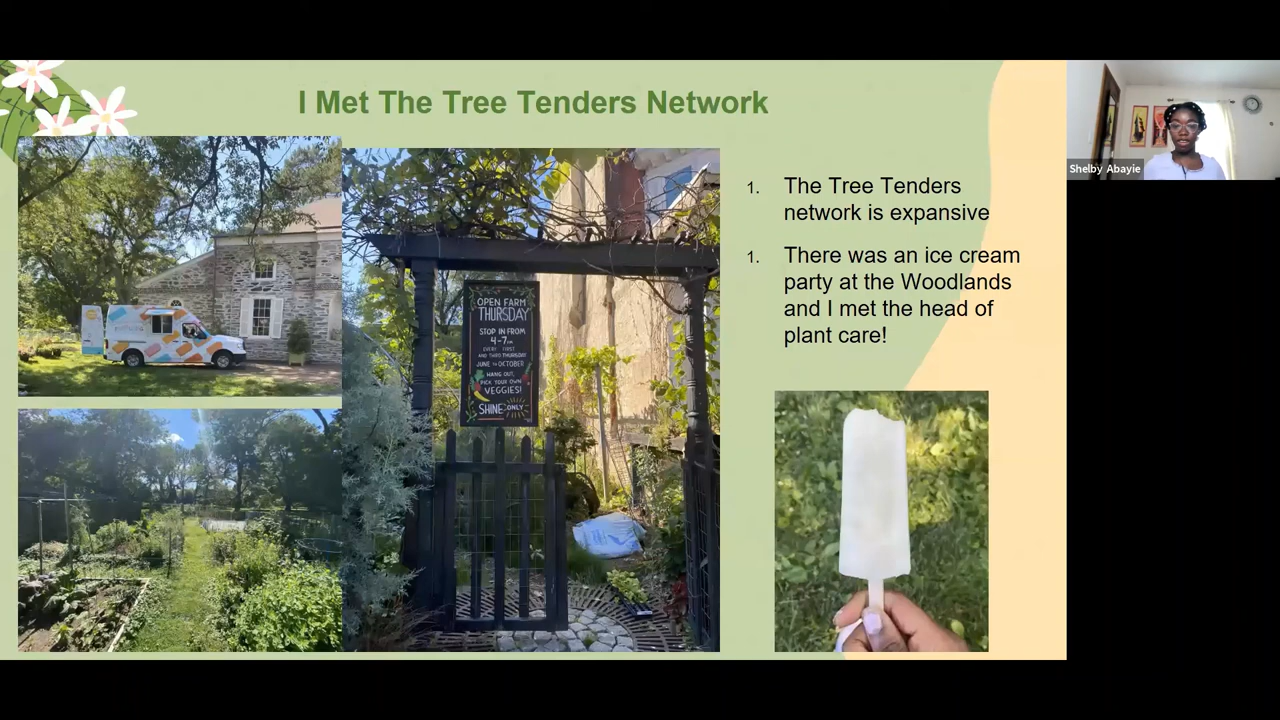 I Met The Tree Tenders Network
Shelby Abayie
1. The Tree Tenders
network is expansive
1. There was an ice cream
party at the Woodlands
and I met the head of
plant care!
OPEN FARM
THURSDAY
STOP IN FROM
4-7PM
EVERY FIRST
AND THIRD THURSDAY
JUNE TO OCTOBER
HANG OUT,
PICK YOUR OWN
VEGGIES!
SHINE ONLY